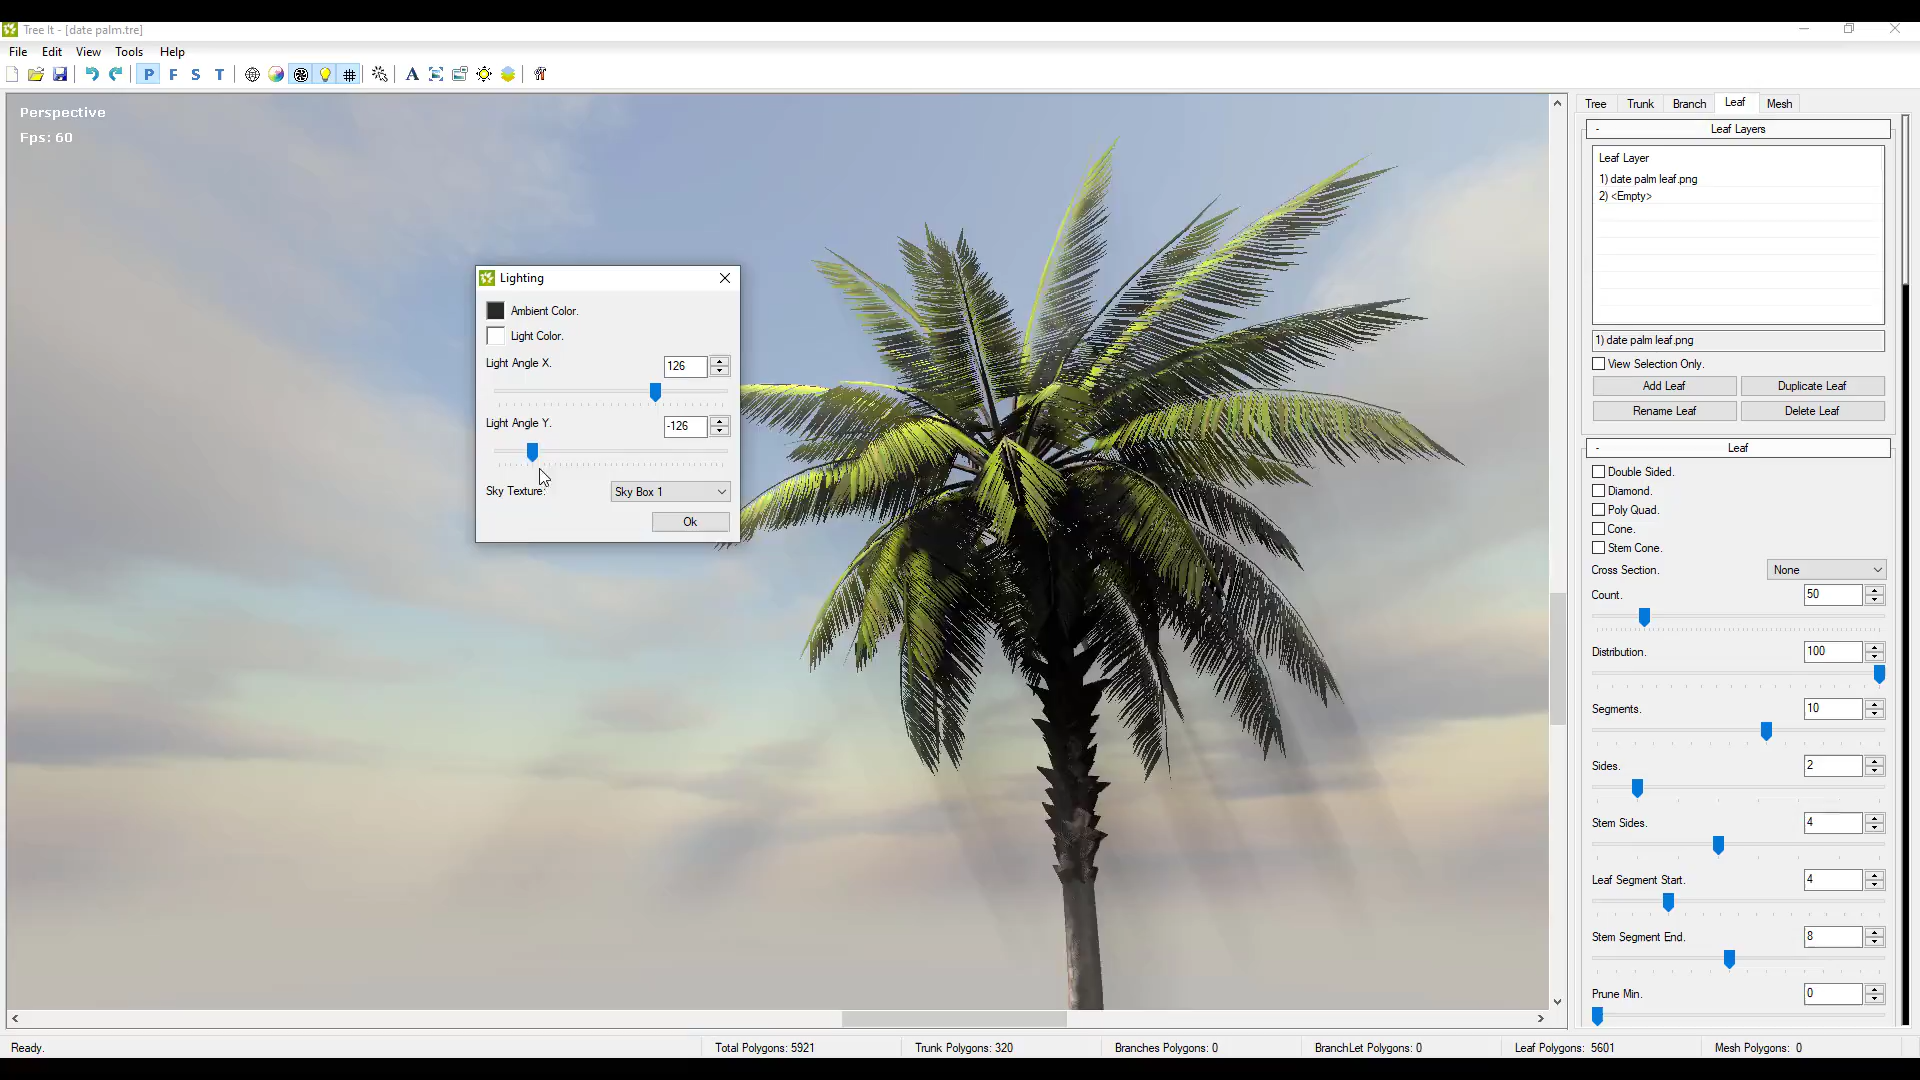 Tree It - [date palm.tre]
File Edit View Tools Help
P F S T A
Perspective
Fps: 60
Lighting
Ambient Color.
Light Color.
Light Angle X. 126
Light Angle Y. -126
Sky Texture: Sky Box 1
Ok
Tree Trunk Branch Leaf Mesh
- Leaf Layers
Leaf Layer
1) date palm leaf.png
2) <Empty>
1) date palm leaf.png
View Selection Only.
Add Leaf Duplicate Leaf
Rename Leaf Delete Leaf
- Leaf
Double Sided.
Diamond.
Poly Quad.
Cone.
Stem Cone.
Cross Section. None
Count. 50
Distribution. 100
Segments. 10
Sides. 2
Stem Sides. 4
Leaf Segment Start. 4
Stem Segment End. 8
Prune Min. 0
Ready. Total Polygons: 5921 Trunk Polygons: 320 Branches Polygons: 0 BranchLet Polygons: 0 Leaf Polygons: 5601 Mesh Polygons: 0